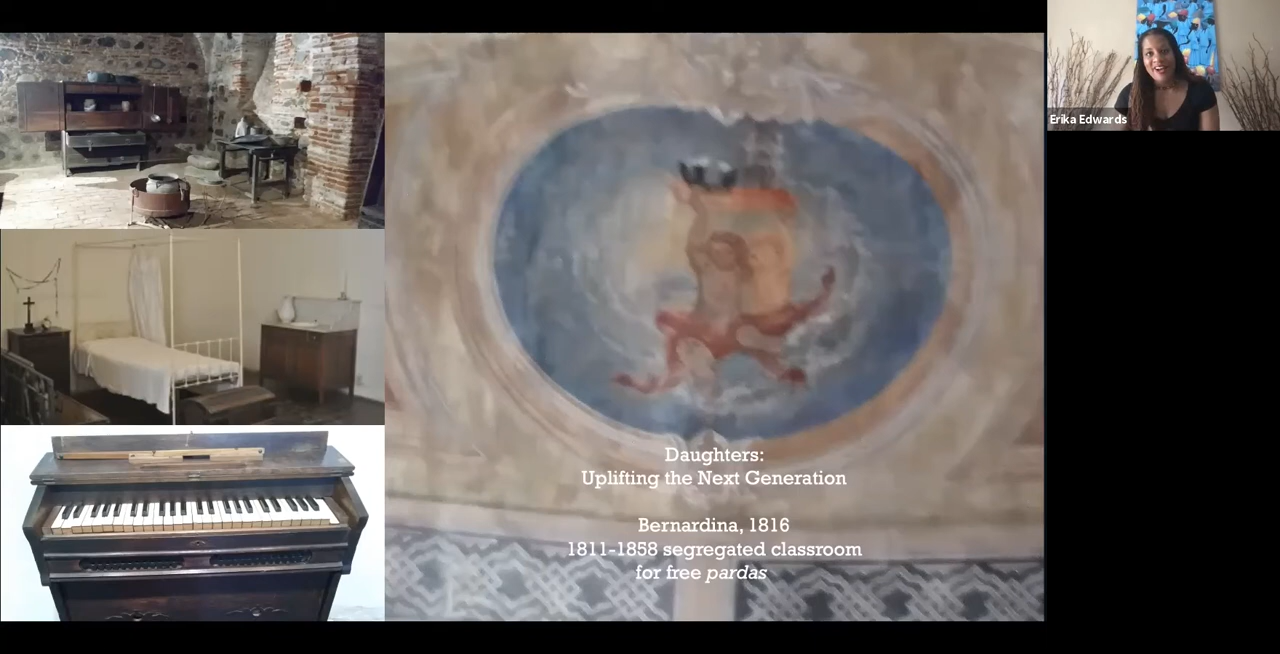 Erika Edwards
Daughters:
Uplifting the Next Generation
Bernardina, 1816
1811-1858 segregated classroom
for free pardas